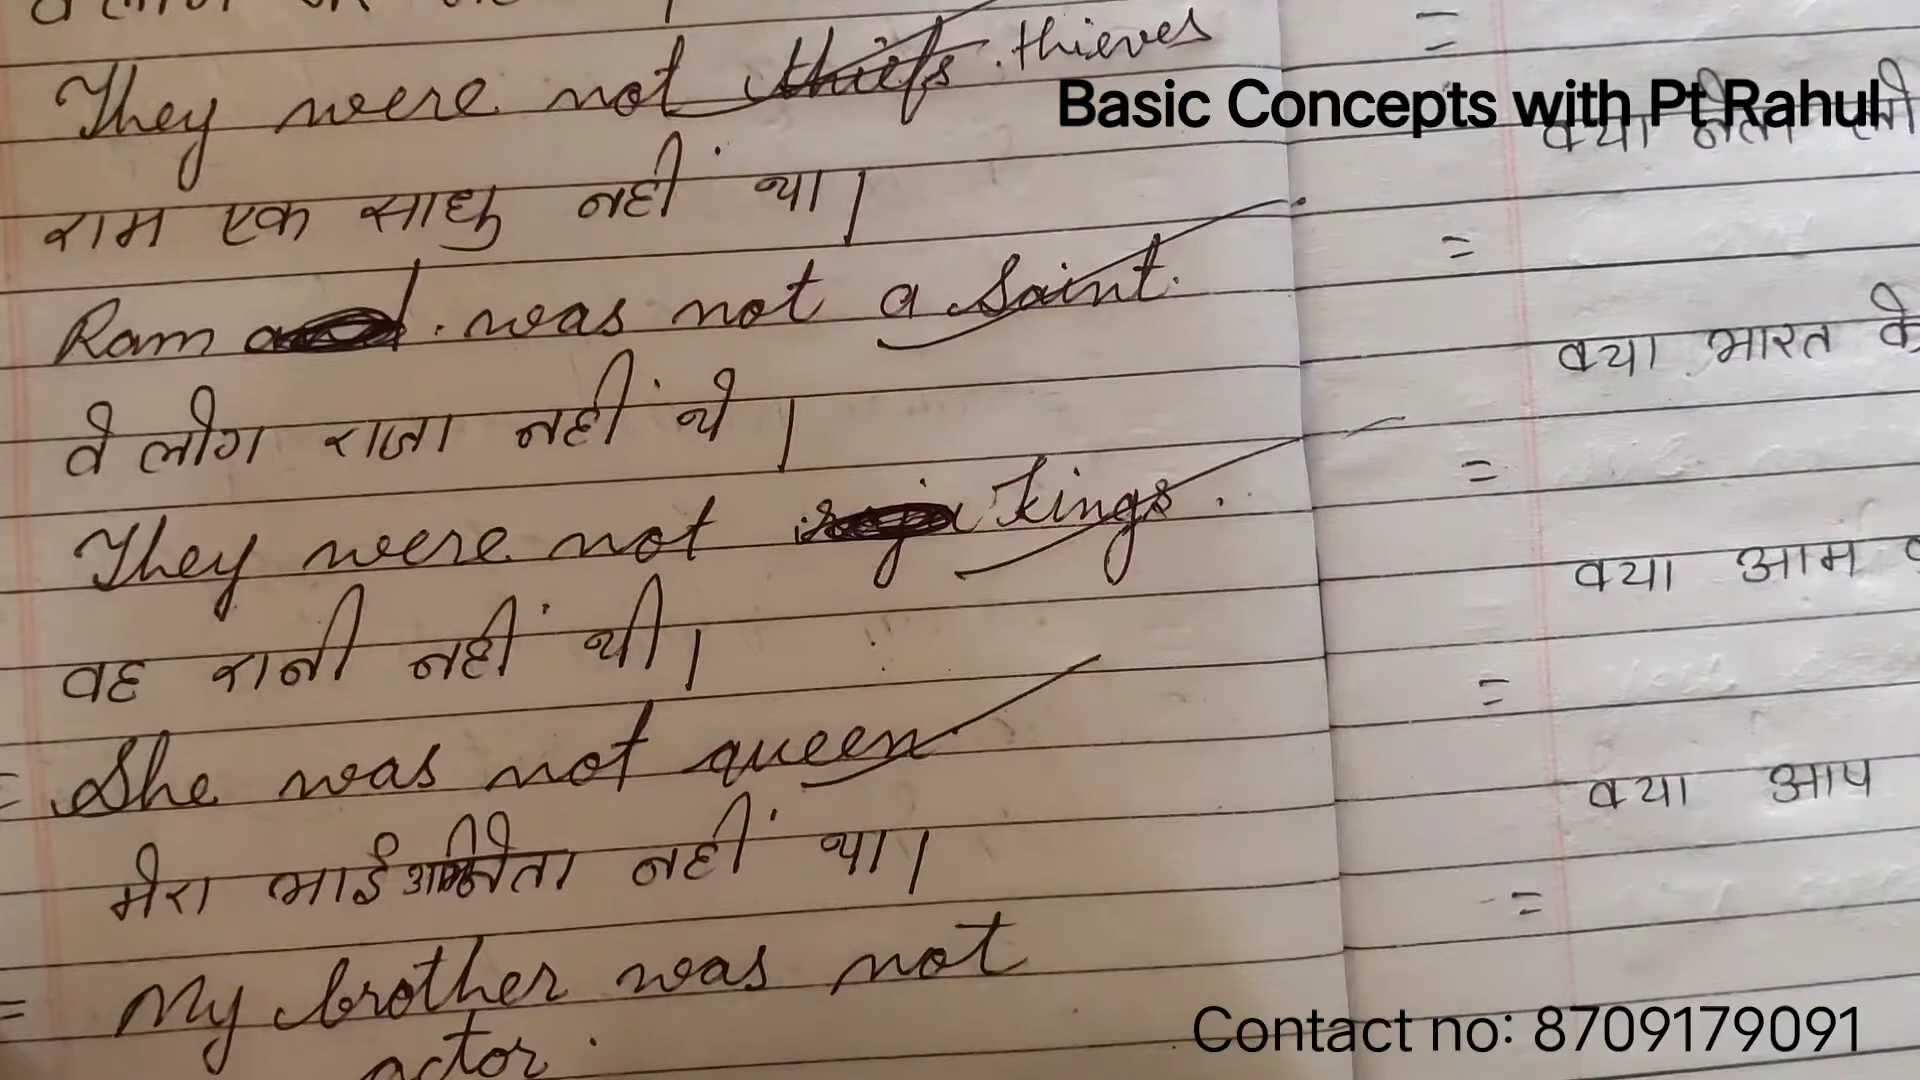 They were not thiefs. thieves
Basic Concepts with Pt Rahul
राम एक साधु नहीं था।
Ram was not a saint.
वे लोग राजा नहीं थे।
They were not kings.
वह रानी नहीं थी।
= She was not queen
मेरा भाई अभिनेता नहीं था।
= My brother was not
actor.
=
क्या
=
क्या भारत के
=
क्या आम
=
क्या आप
=
Contact no: 8709179091